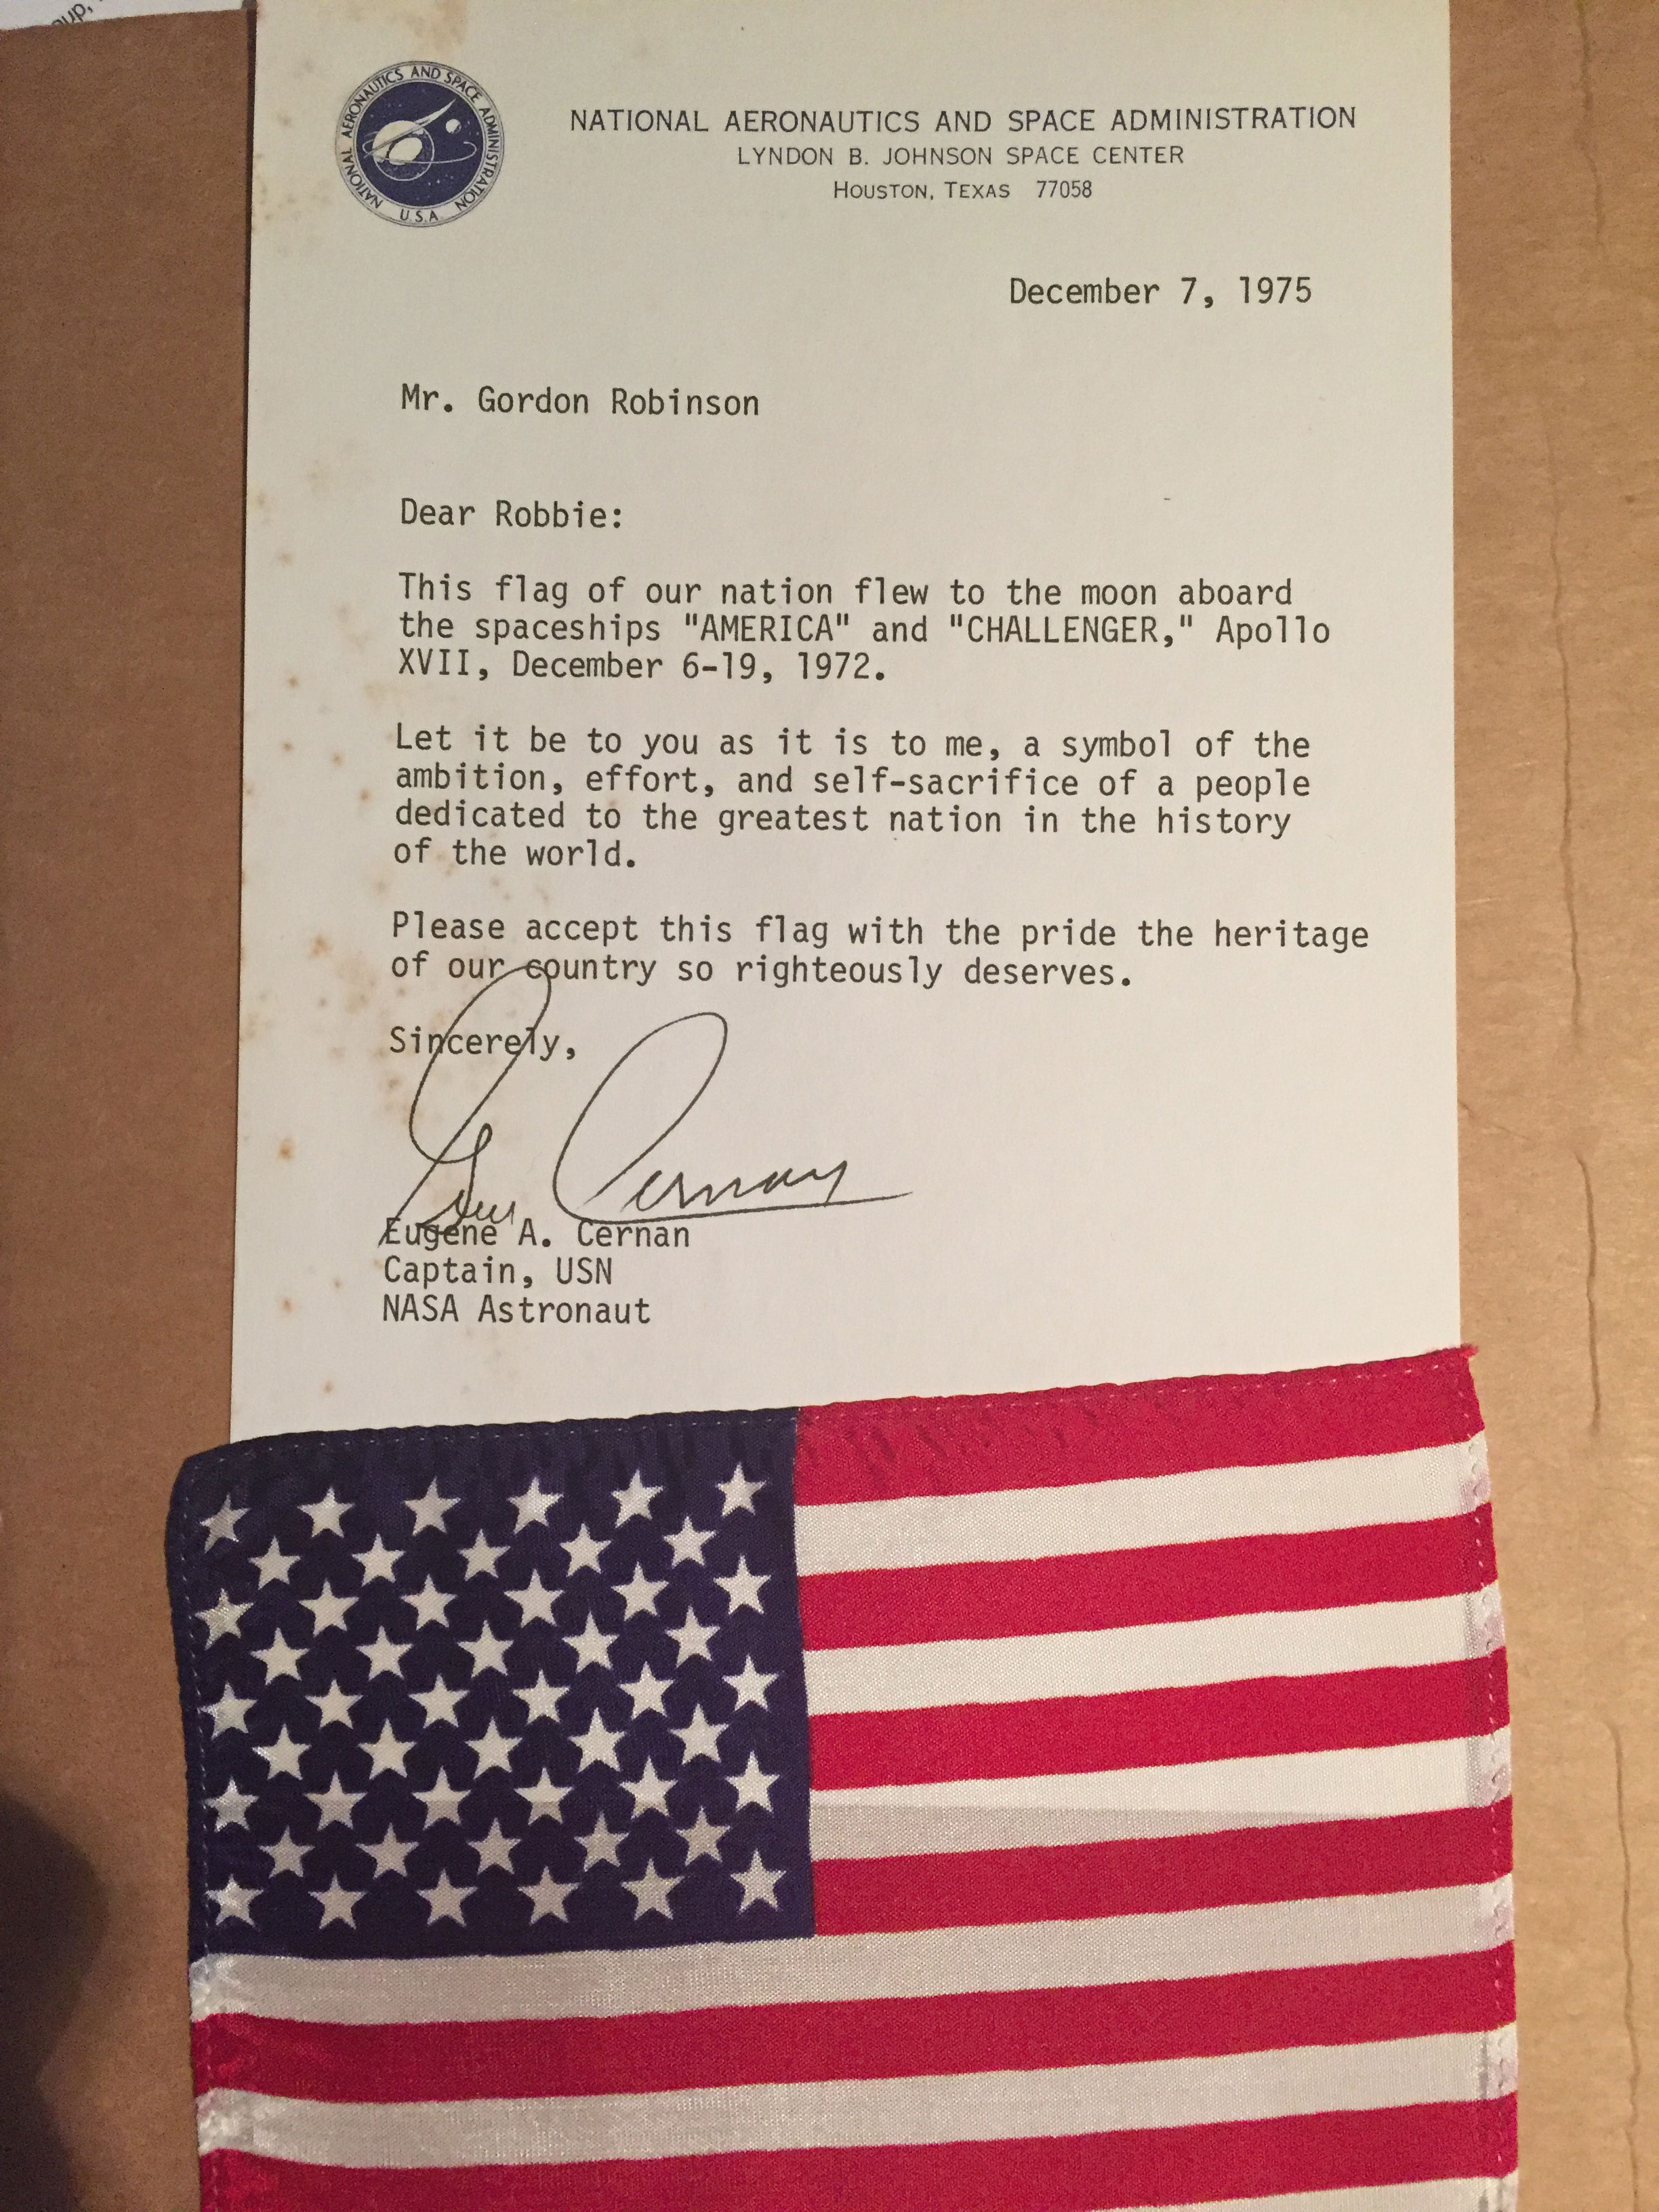 NATIONAL AERONAUTICS AND SPACE ADMINISTRATION
U.S.A
NATIONAL AERONAUTICS AND SPACE ADMINISTRATION
LYNDON B. JOHNSON SPACE CENTER
HOUSTON, TEXAS 77058
December 7, 1975
Mr. Gordon Robinson
Dear Robbie:
This flag of our nation flew to the moon aboard
the spaceships "AMERICA" and "CHALLENGER," Apollo
XVII, December 6-19, 1972.
Let it be to you as it is to me, a symbol of the
ambition, effort, and self-sacrifice of a people
dedicated to the greatest nation in the history
of the world.
Please accept this flag with the pride the heritage
of our country so righteously deserves.
Sincerely,
Gene Cernan
Eugene A. Cernan
Captain, USN
NASA Astronaut